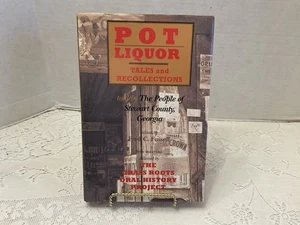 POT
LIQUOR
TALES and
RECOLLECTIONS
The People of
Stewart County,
Georgia
THE
GRASS ROOTS
ORAL HISTORY
PROJECT